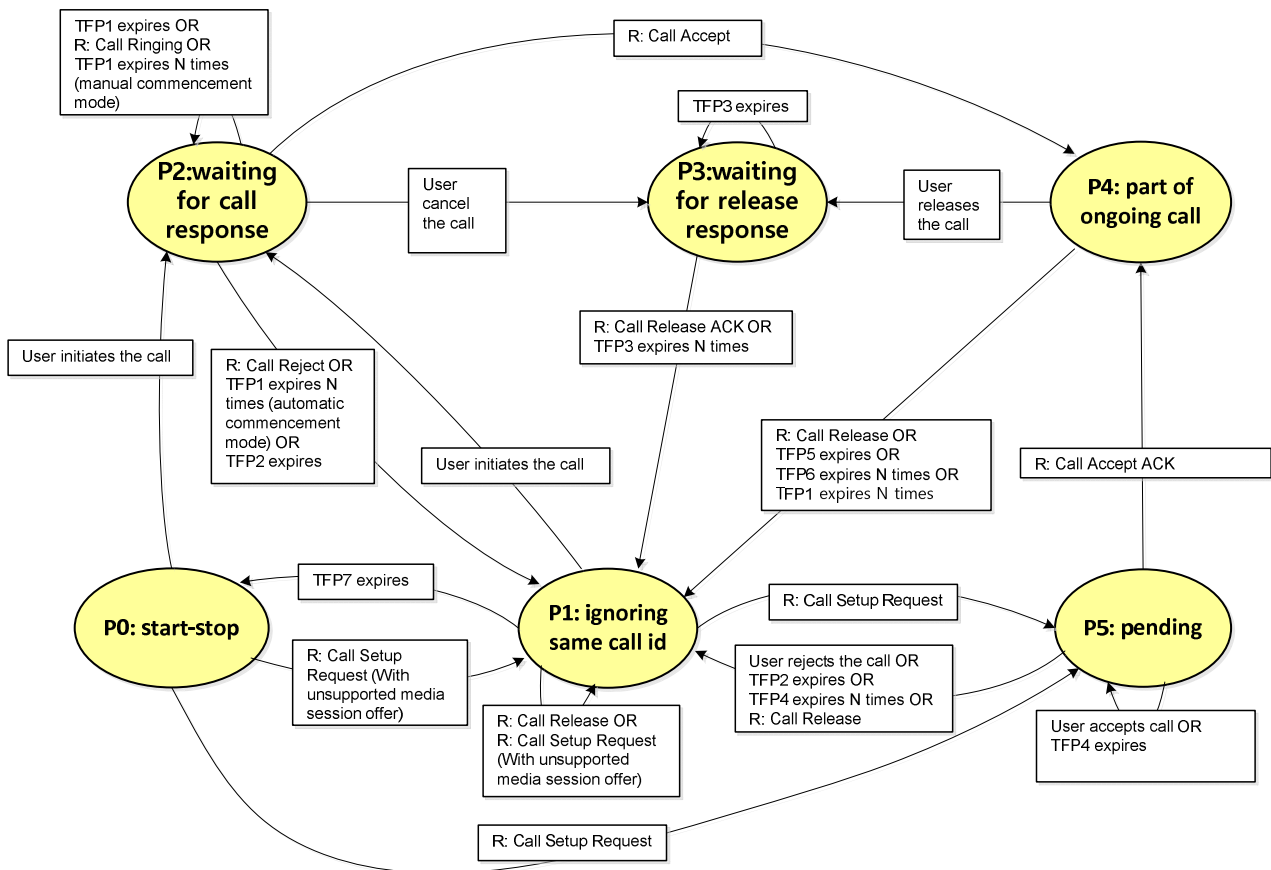 TFP1 expires OR
R: Call Ringing OR
TFP1 expires N times
(manual commencement
mode)
R: Call Accept
TFP3 expires
P2:waiting
for call
response
User
cancel
the call
P3:waiting
for release
response
User
releases
the call
P4: part of
ongoing call
User initiates the call
R: Call Reject OR
TFP1 expires N
times (automatic
commencement
mode) OR
TFP2 expires
R: Call Release ACK OR
TFP3 expires N times
User initiates the call
R: Call Release OR
TFP5 expires OR
TFP6 expires N times OR
TFP1 expires N times
R: Call Accept ACK
P0: start-stop
TFP7 expires
R: Call Setup
Request (With
unsupported media
session offer)
P1: ignoring
same call id
R: Call Setup Request
P5: pending
User rejects the call OR
TFP2 expires OR
TFP4 expires N times OR
R: Call Release
R: Call Release OR
R: Call Setup Request
(With unsupported
media session offer)
User accepts call OR
TFP4 expires
R: Call Setup Request